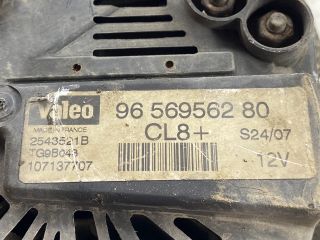 Valeo
MADE IN FRANCE
96 569562 80
CL8+
S24/07
2543521B
TG9B043
107137707
12V